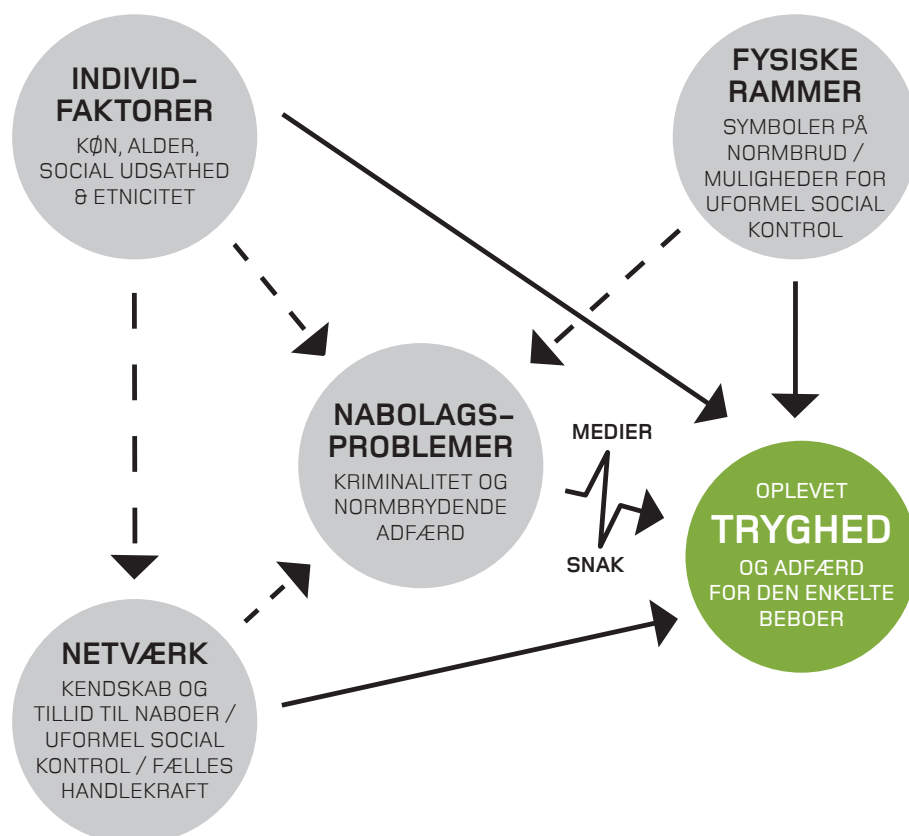 INDIVID-
FAKTORER
KØN, ALDER,
SOCIAL UDSATHED
& ETNICITET
FYSISKE
RAMMER
SYMBOLER PÅ
NORMBRUD /
MULIGHEDER FOR
UFORMEL SOCIAL
KONTROL
NABOLAGS-
PROBLEMER
KRIMINALITET OG
NORMBRYDENDE
ADFÆRD
MEDIER
SNAK
OPLEVET
TRYGHED
OG ADFÆRD
FOR DEN ENKELTE
BEBOER
NETVÆRK
KENDSKAB OG
TILLID TIL NABOER /
UFORMEL SOCIAL
KONTROL / FÆLLES
HANDLEKRAFT